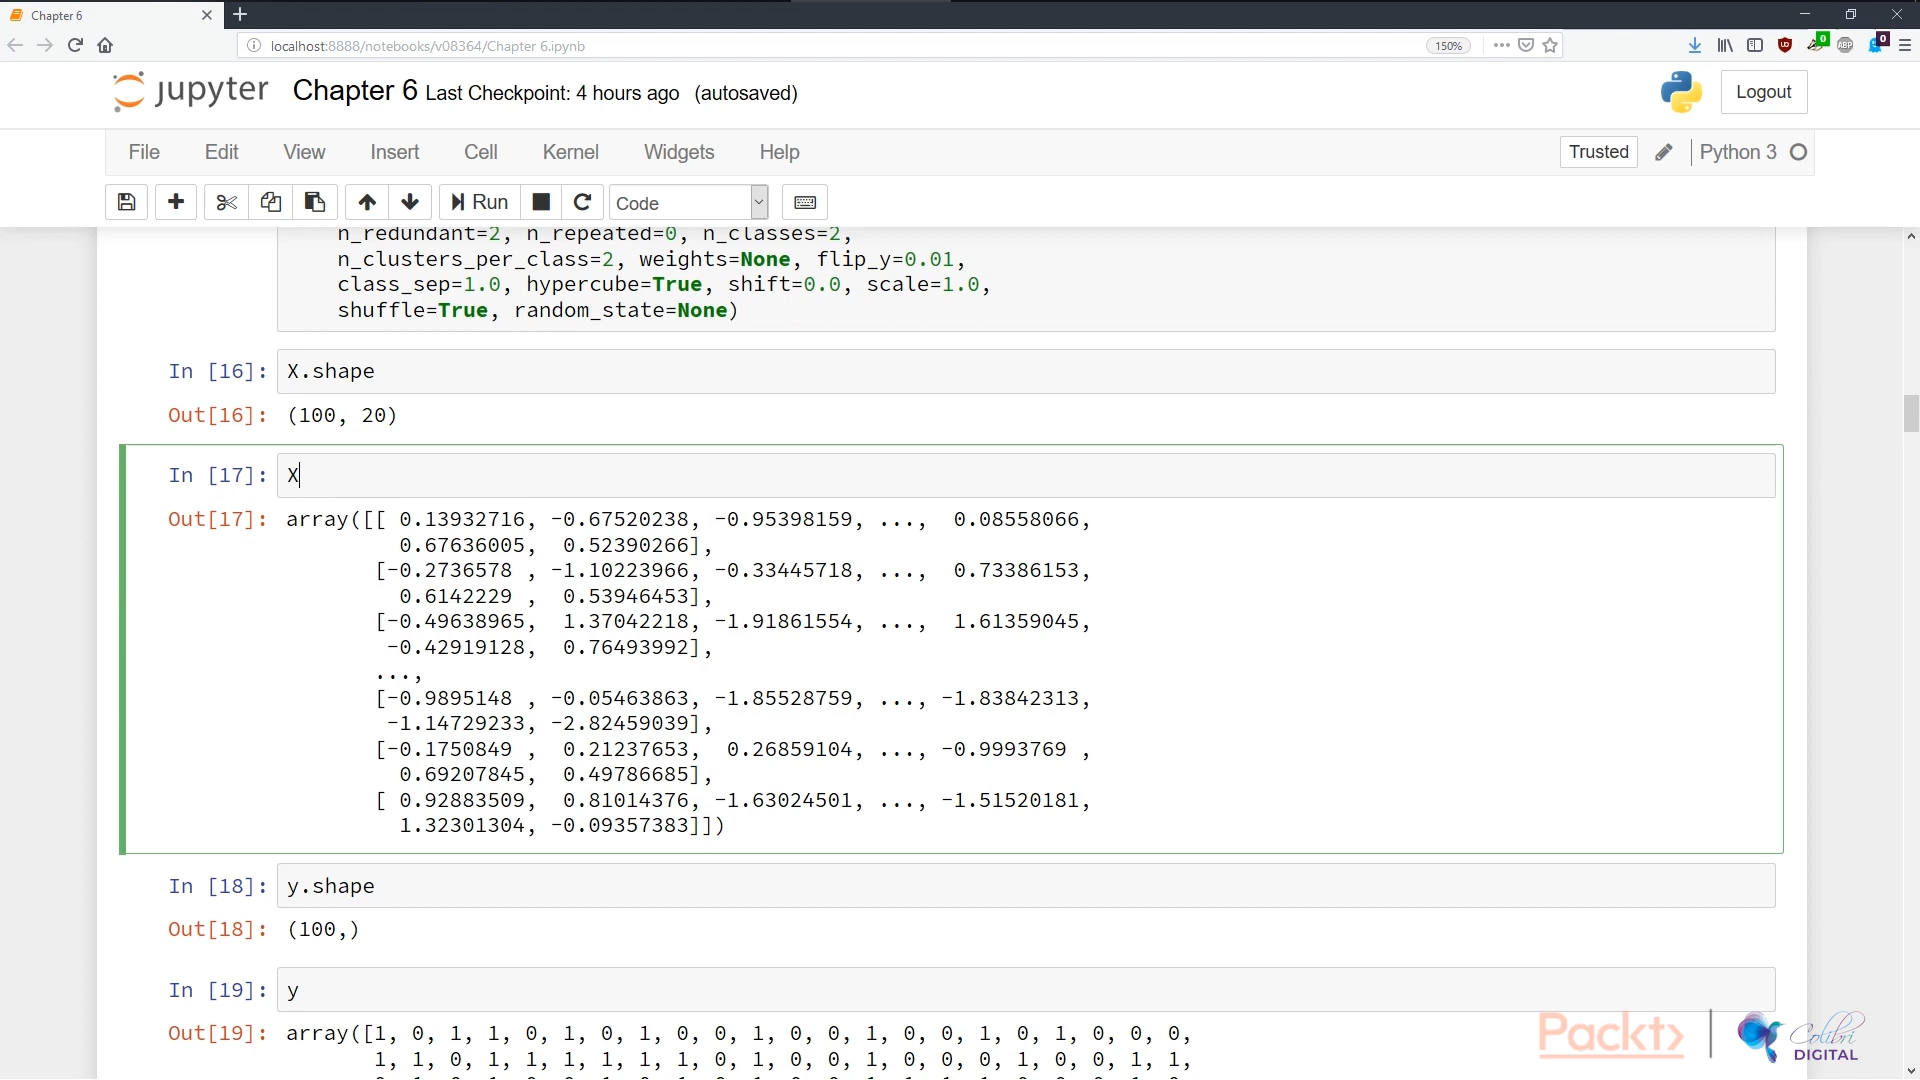 Chapter 6
localhost:8888/notebooks/v08364/Chapter 6.ipynb
150%
0
ABP
0
jupyter Chapter 6 Last Checkpoint: 4 hours ago (autosaved)
Logout
File Edit View Insert Cell Kernel Widgets Help
Trusted
Python 3
Run
Code
n_redundant=2, n_repeated=0, n_classes=2,
n_clusters_per_class=2, weights=None, flip_y=0.01,
class_sep=1.0, hypercube=True, shift=0.0, scale=1.0,
shuffle=True, random_state=None)
In [16]: X.shape
Out[16]: (100, 20)
In [17]: X
Out[17]: array([[ 0.13932716, -0.67520238, -0.95398159, ..., 0.08558066,
0.67636005, 0.52390266],
[-0.2736578 , -1.10223966, -0.33445718, ..., 0.73386153,
0.6142229 , 0.53946453],
[-0.49638965, 1.37042218, -1.91861554, ..., 1.61359045,
-0.42919128, 0.76493992],
...,
[-0.9895148 , -0.05463863, -1.85528759, ..., -1.83842313,
-1.14729233, -2.82459039],
[-0.1750849 , 0.21237653, 0.26859104, ..., -0.9993769 ,
0.69207845, 0.49786685],
[ 0.92883509, 0.81014376, -1.63024501, ..., -1.51520181,
1.32301304, -0.09357383]])
In [18]: y.shape
Out[18]: (100,)
In [19]: y
Out[19]: array([1, 0, 1, 1, 0, 1, 0, 1, 0, 0, 1, 0, 0, 1, 0, 0, 1, 0, 1, 0, 0, 0,
1, 1, 0, 1, 1, 1, 1, 1, 1, 0, 1, 0, 0, 1, 0, 0, 0, 1, 0, 0, 1, 1,
Packt>
Colibri
DIGITAL